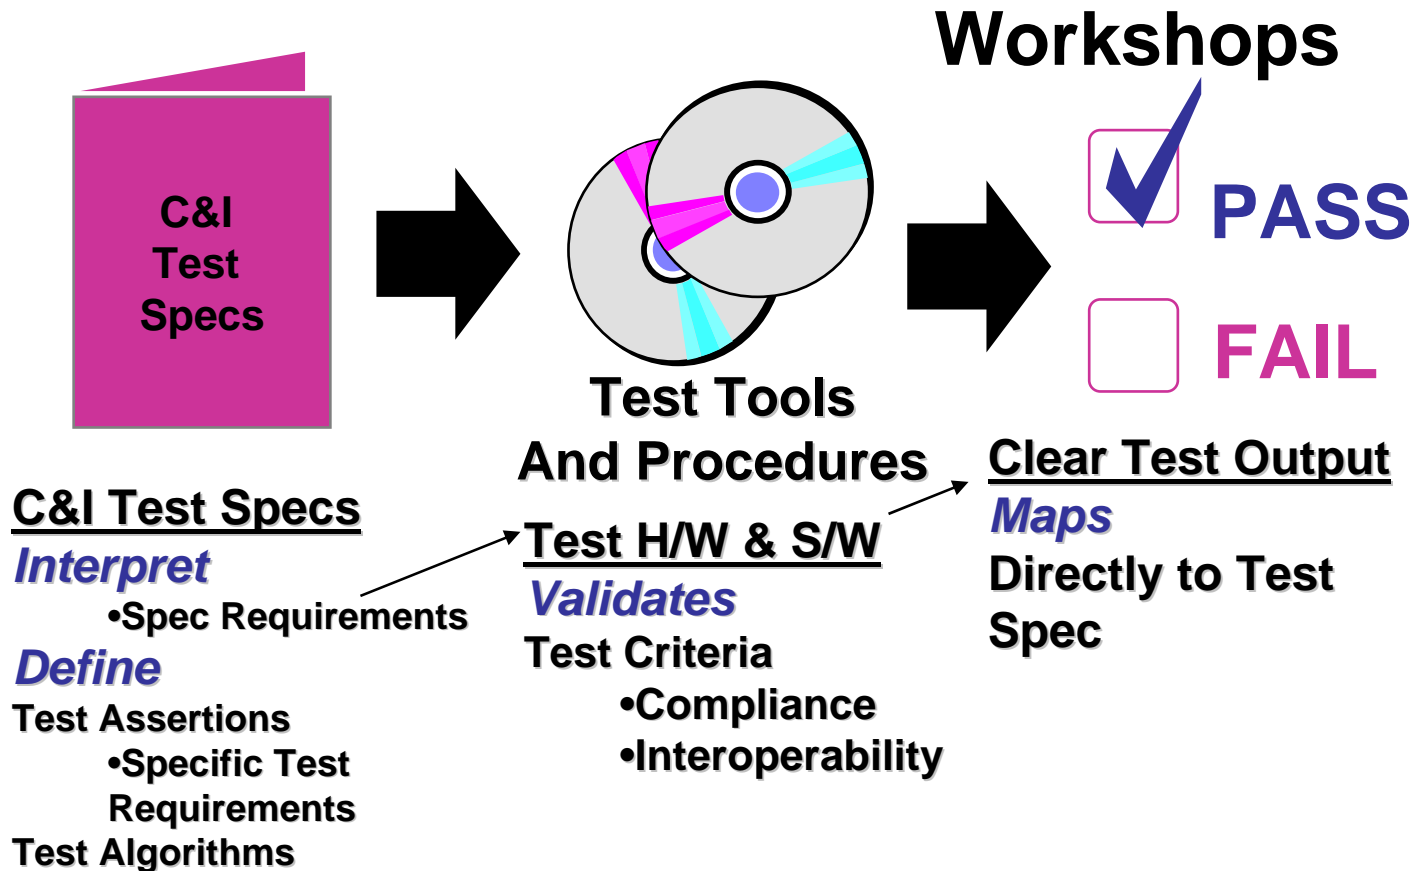 Workshops
C&I
Test
Specs
PASS
FAIL
Test Tools
And Procedures
C&I Test Specs
Interpret
•Spec Requirements
Define
Test Assertions
•Specific Test
Requirements
Test Algorithms
Test H/W & S/W
Validates
Test Criteria
•Compliance
•Interoperability
Clear Test Output
Maps
Directly to Test
Spec